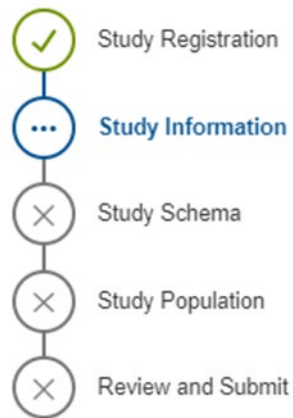 Study Registration
Study Information
Study Schema
Study Population
Review and Submit